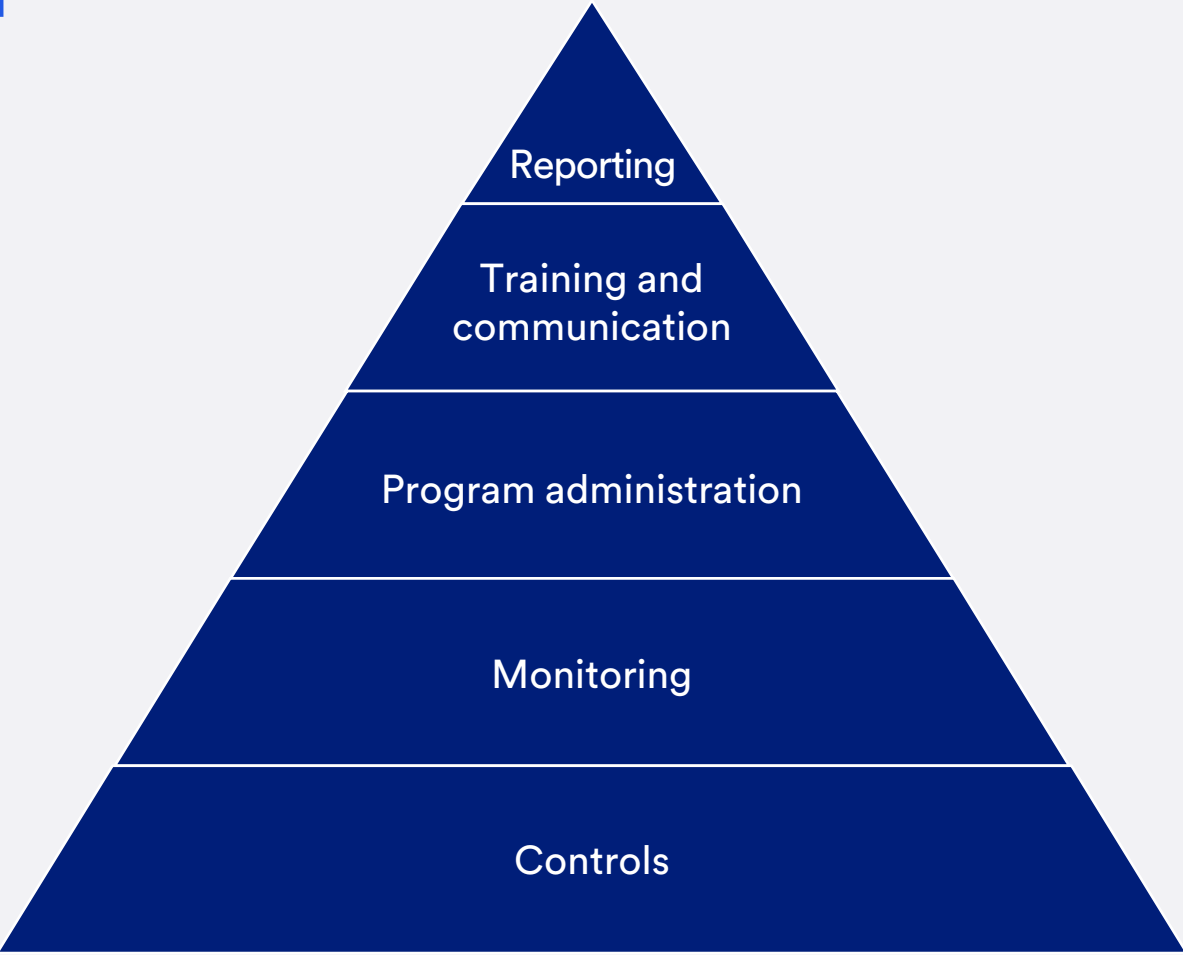 Reporting
Training and
communication
Program administration
Monitoring
Controls